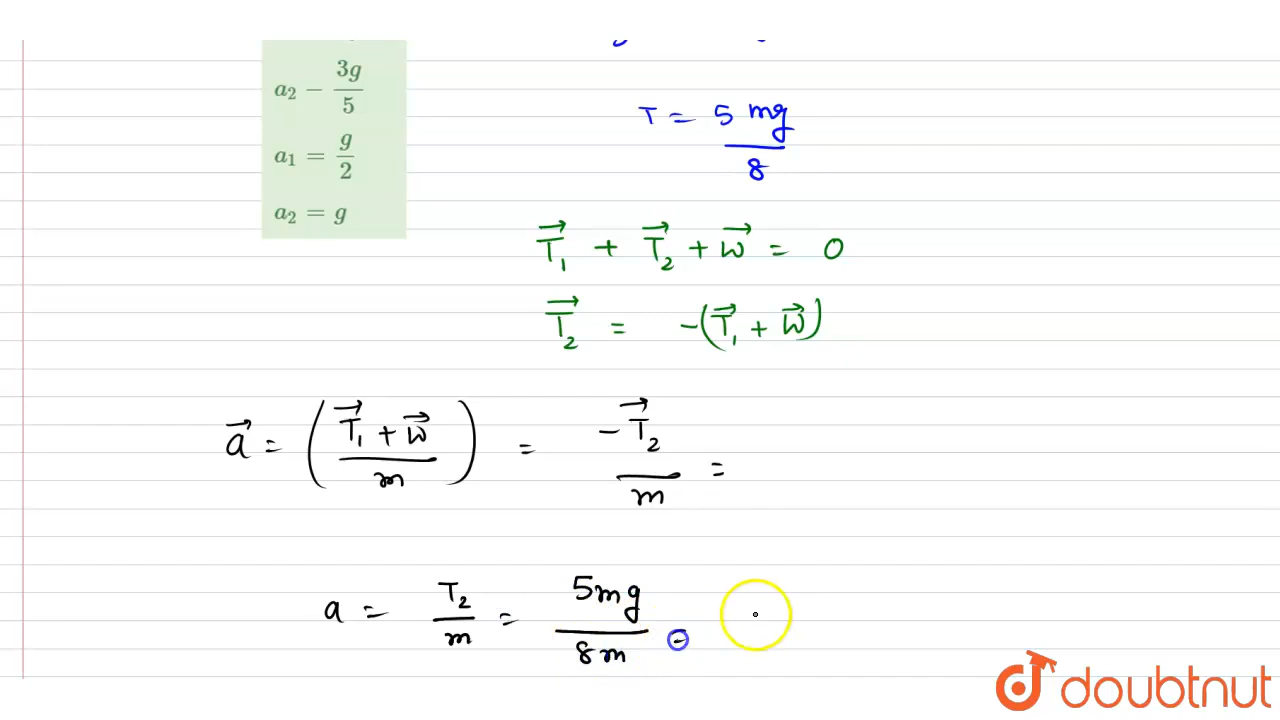 a₂ − 3g/5
T = 5 mg/8
a₁ = g/2
a₂ = g
T⃗₁ + T⃗₂ + W⃗ = 0
T⃗₂ = −(T⃗₁ + W⃗)
a⃗ = ((T⃗₁ + W⃗)/m) = −T⃗₂/m =
a = T₂/m = 5mg/8m =
doubtnut